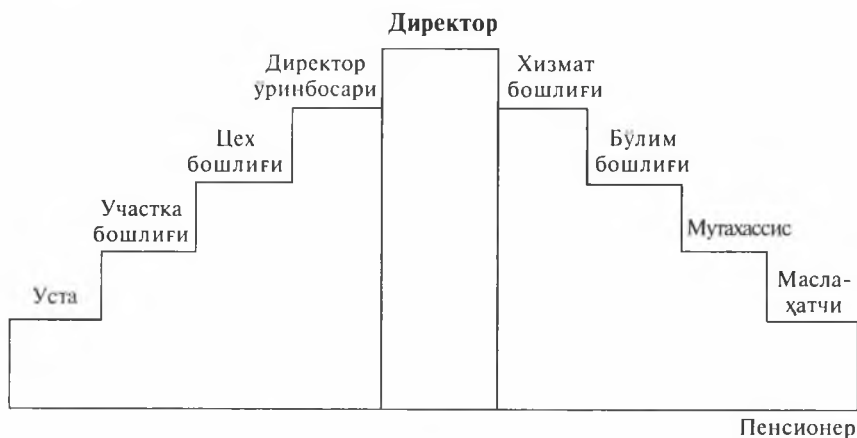 Директор
Директор
ўринбосари
Хизмат
бошлиғи
Цех
бошлиғи
Бўлим
бошлиғи
Участка
бошлиғи
Мутахассис
Уста
Масла-
ҳатчи
Пенсионер